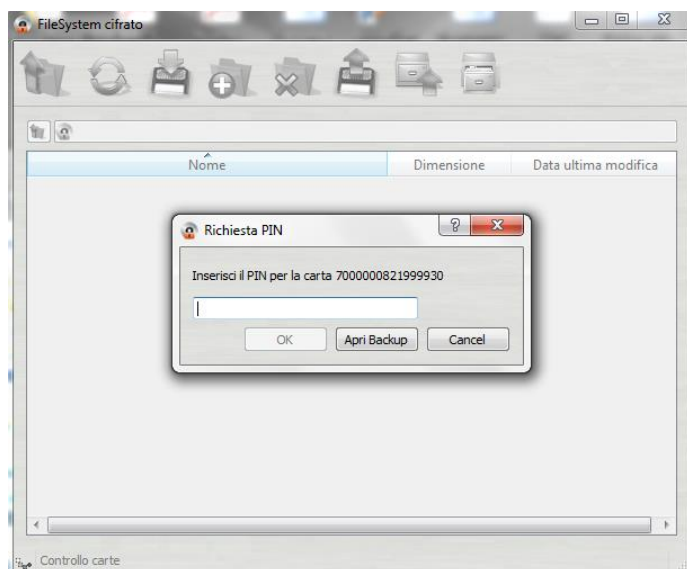 FileSystem cifrato
Nome Dimensione Data ultima modifica
Richiesta PIN
Inserisci il PIN per la carta 7000000821999930
OK Apri Backup Cancel
Controllo carte